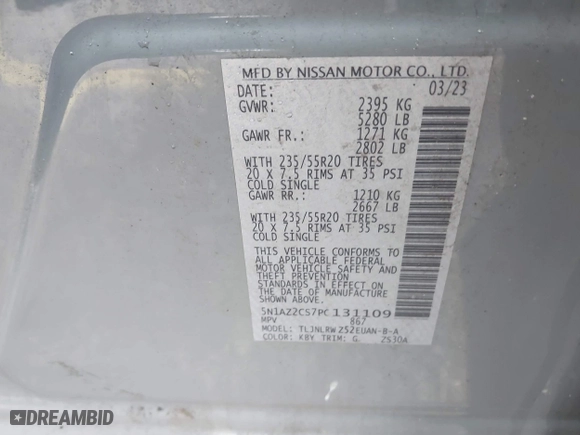 MFD BY NISSAN MOTOR CO., LTD.
DATE: 03/23
GVWR: 2395 KG
5280 LB
GAWR FR.: 1271 KG
2802 LB
WITH 235/55R20 TIRES
20 X 7.5 RIMS AT 35 PSI
COLD SINGLE
GAWR RR.: 1210 KG
2667 LB
WITH 235/55R20 TIRES
20 X 7.5 RIMS AT 35 PSI
COLD SINGLE
THIS VEHICLE CONFORMS TO
ALL APPLICABLE FEDERAL
MOTOR VEHICLE SAFETY AND
THEFT PREVENTION
STANDARDS IN EFFECT ON
THE DATE OF MANUFACTURE
SHOWN ABOVE.
5N1AZ2CS7PC131109
MPV 867
MODEL: TLJNLRWZ52EUAN-B-A
COLOR: KBY TRIM: G Z530A
DREAMBID